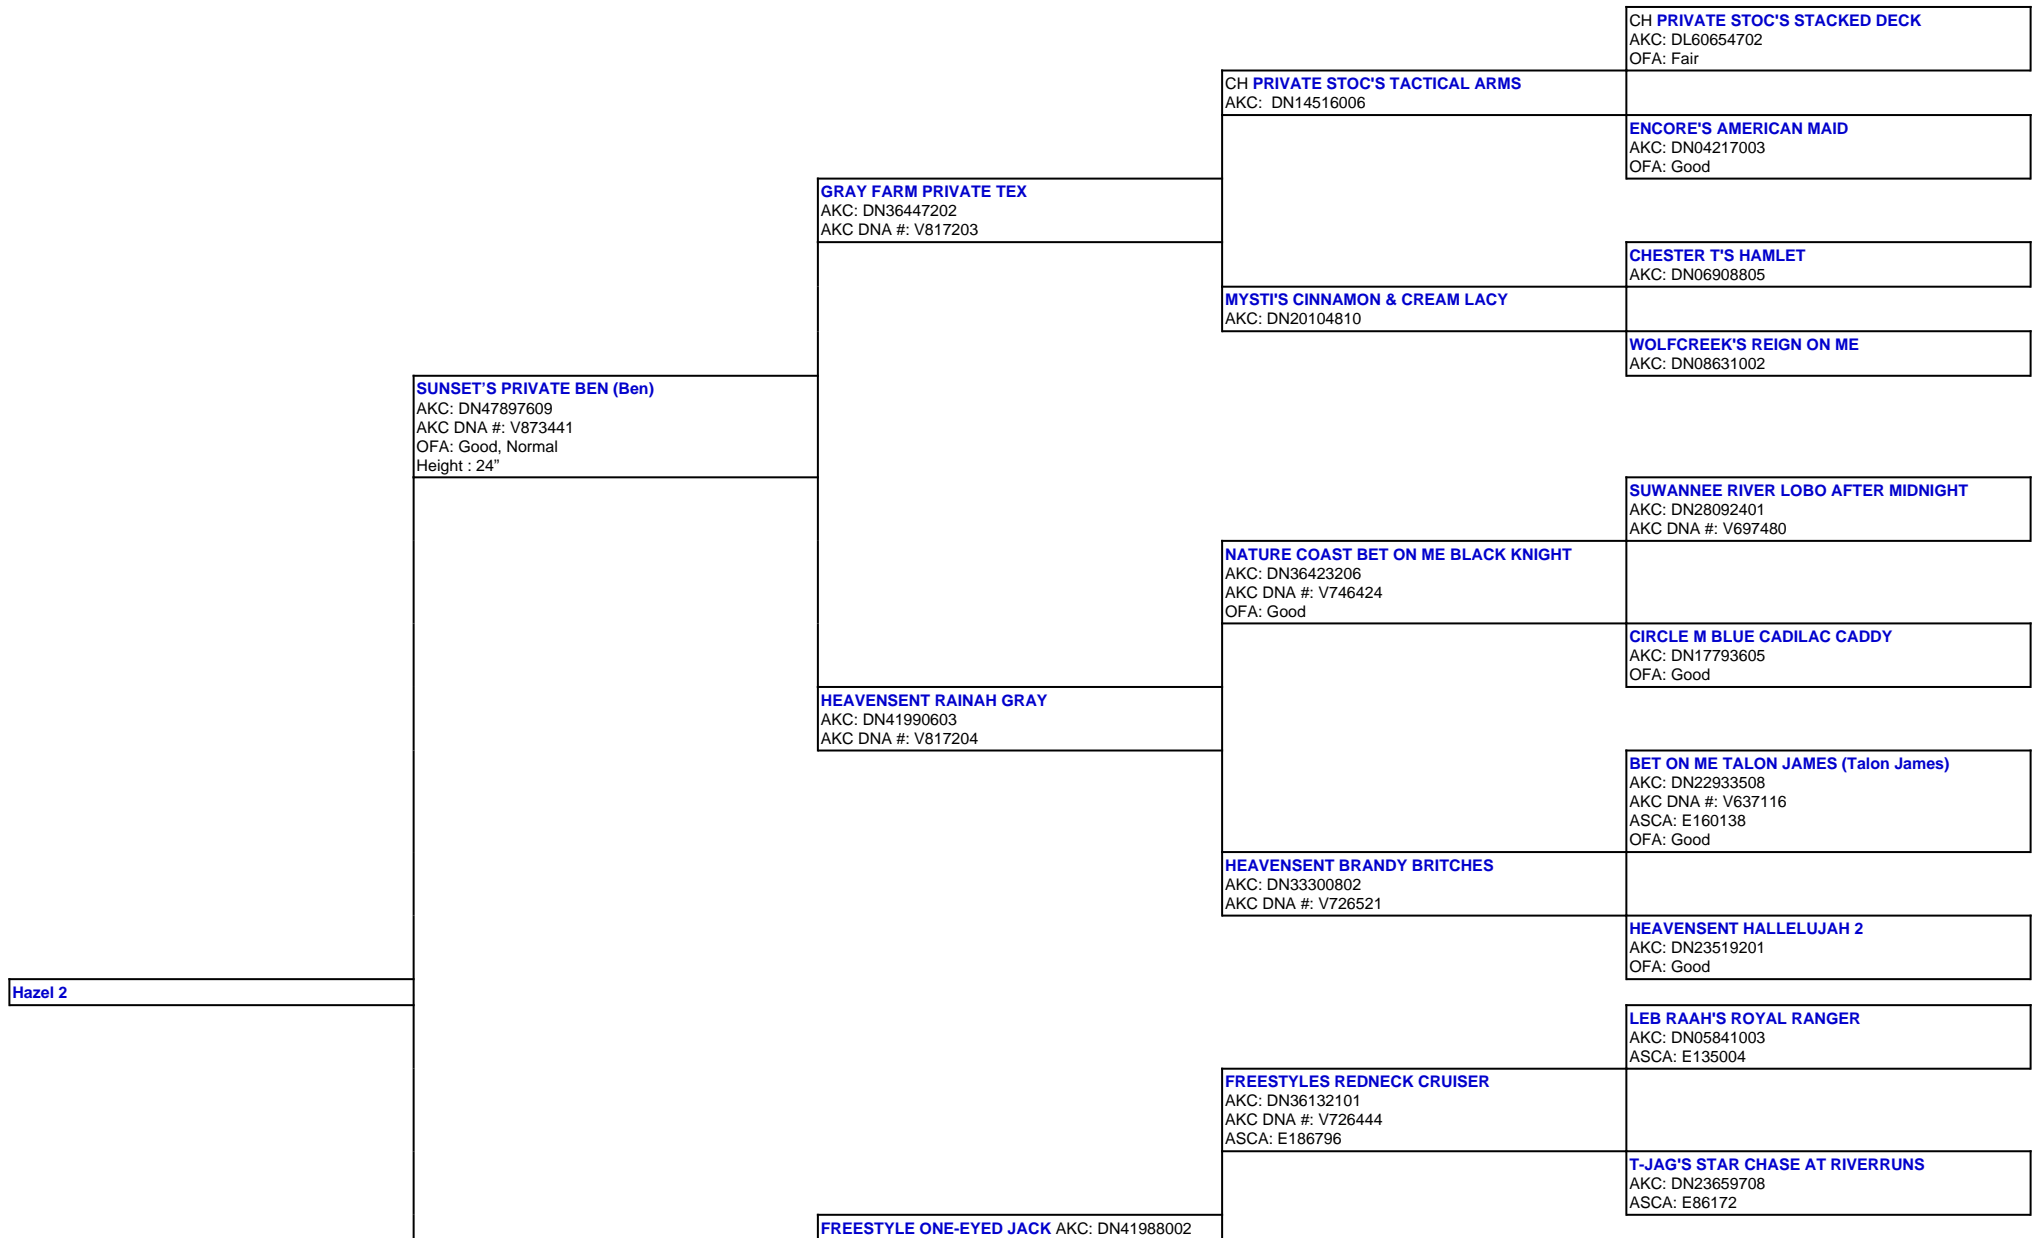 CH PRIVATE STOC'S STACKED DECK
AKC: DL60654702
OFA: Fair
CH PRIVATE STOC'S TACTICAL ARMS
AKC:  DN14516006
ENCORE'S AMERICAN MAID
AKC: DN04217003
OFA: Good
GRAY FARM PRIVATE TEX
AKC: DN36447202
AKC DNA #: V817203
CHESTER T'S HAMLET
AKC: DN06908805
MYSTI'S CINNAMON & CREAM LACY
AKC: DN20104810
WOLFCREEK'S REIGN ON ME
AKC: DN08631002
SUNSET’S PRIVATE BEN (Ben)
AKC: DN47897609
AKC DNA #: V873441
OFA: Good, Normal
Height : 24”
SUWANNEE RIVER LOBO AFTER MIDNIGHT
AKC: DN28092401
AKC DNA #: V697480
NATURE COAST BET ON ME BLACK KNIGHT
AKC: DN36423206
AKC DNA #: V746424
OFA: Good
CIRCLE M BLUE CADILAC CADDY
AKC: DN17793605
OFA: Good
HEAVENSENT RAINAH GRAY
AKC: DN41990603
AKC DNA #: V817204
BET ON ME TALON JAMES (Talon James)
AKC: DN22933508
AKC DNA #: V637116
ASCA: E160138
OFA: Good
HEAVENSENT BRANDY BRITCHES
AKC: DN33300802
AKC DNA #: V726521
HEAVENSENT HALLELUJAH 2
AKC: DN23519201
OFA: Good
Hazel 2
LEB RAAH'S ROYAL RANGER
AKC: DN05841003
ASCA: E135004
FREESTYLES REDNECK CRUISER
AKC: DN36132101
AKC DNA #: V726444
ASCA: E186796
T-JAG'S STAR CHASE AT RIVERRUNS
AKC: DN23659708
ASCA: E86172
FREESTYLE ONE-EYED JACK AKC: DN41988002